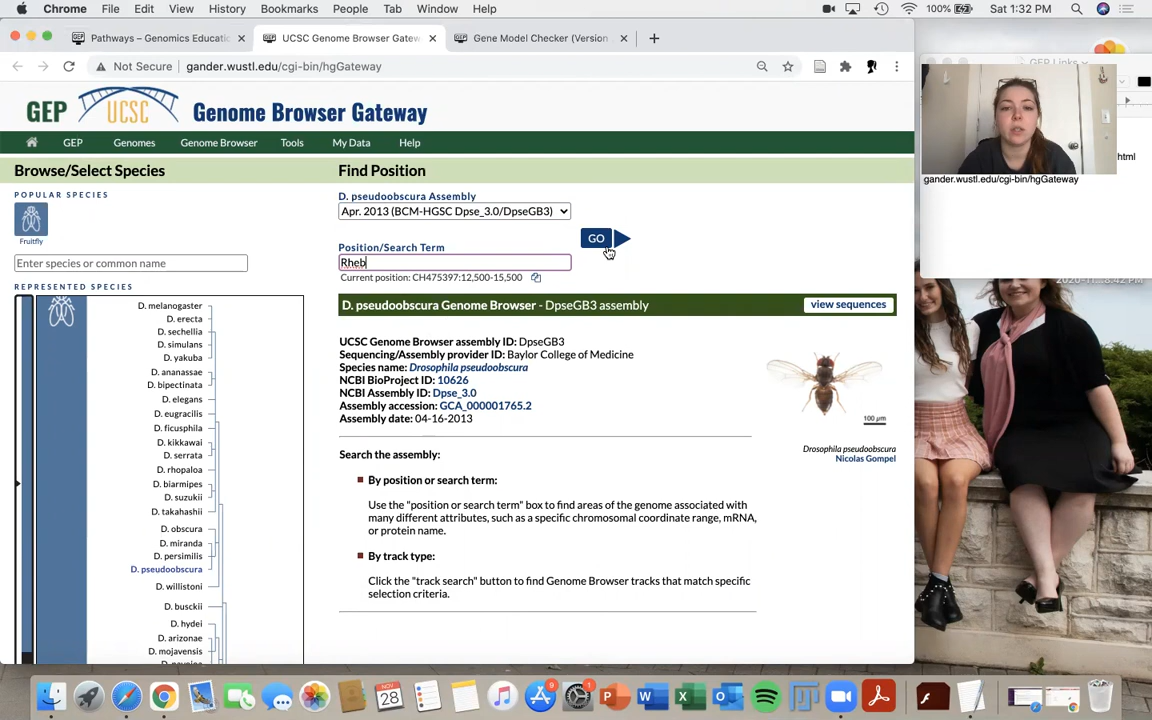 Chrome File Edit View History Bookmarks People Tab Window Help 100% Sat 1:32 PM
Pathways – Genomics Educati
UCSC Genome Browser Gatew
Gene Model Checker (Version
Not Secure gander.wustl.edu/cgi-bin/hgGateway
GEP UCSC Genome Browser Gateway
GEP Genomes Genome Browser Tools My Data Help
Browse/Select Species
POPULAR SPECIES
Fruitfly
Enter species or common name
REPRESENTED SPECIES
D. melanogaster
D. erecta
D. sechellia
D. simulans
D. yakuba
D. ananassae
D. bipectinata
D. elegans
D. eugracilis
D. ficusphila
D. kikkawai
D. serrata
D. rhopaloa
D. biarmipes
D. suzukii
D. takahashii
D. obscura
D. miranda
D. persimilis
D. pseudoobscura
D. willistoni
D. busckii
D. hydei
D. arizonae
D. mojavensis
Find Position
D. pseudoobscura Assembly
Apr. 2013 (BCM-HGSC Dpse_3.0/DpseGB3)
Position/Search Term
GO
Rheb
Current position: CH475397:12,500-15,500
D. pseudoobscura Genome Browser - DpseGB3 assembly
view sequences
UCSC Genome Browser assembly ID: DpseGB3
Sequencing/Assembly provider ID: Baylor College of Medicine
Species name: Drosophila pseudoobscura
NCBI BioProject ID: 10626
NCBI Assembly ID: Dpse_3.0
Assembly accession: GCA_000001765.2
Assembly date: 04-16-2013
100 µm
Drosophila pseudoobscura
Nicolas Gompel
Search the assembly:
By position or search term:
Use the "position or search term" box to find areas of the genome associated with
many different attributes, such as a specific chromosomal coordinate range, mRNA,
or protein name.
By track type:
Click the "track search" button to find Genome Browser tracks that match specific
selection criteria.
GEP Links
html
gander.wustl.edu/cgi-bin/hgGateway
NOV
28
9
1